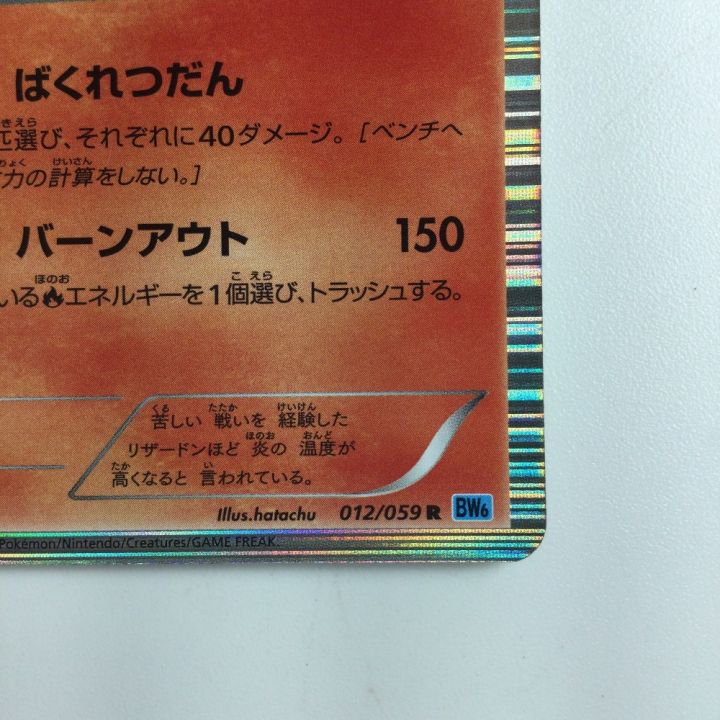 ばくれつだん
匹選び、それぞれに40ダメージ。[ベンチへ
力の計算をしない。]
バーンアウト 150
いる🔥エネルギーを1個選び、トラッシュする。
苦しい 戦いを 経験した
リザードンほど 炎の 温度が
高くなると 言われている。
Illus.hatachu 012/059 R BW6
Pokémon/Nintendo/Creatures/GAME FREAK.